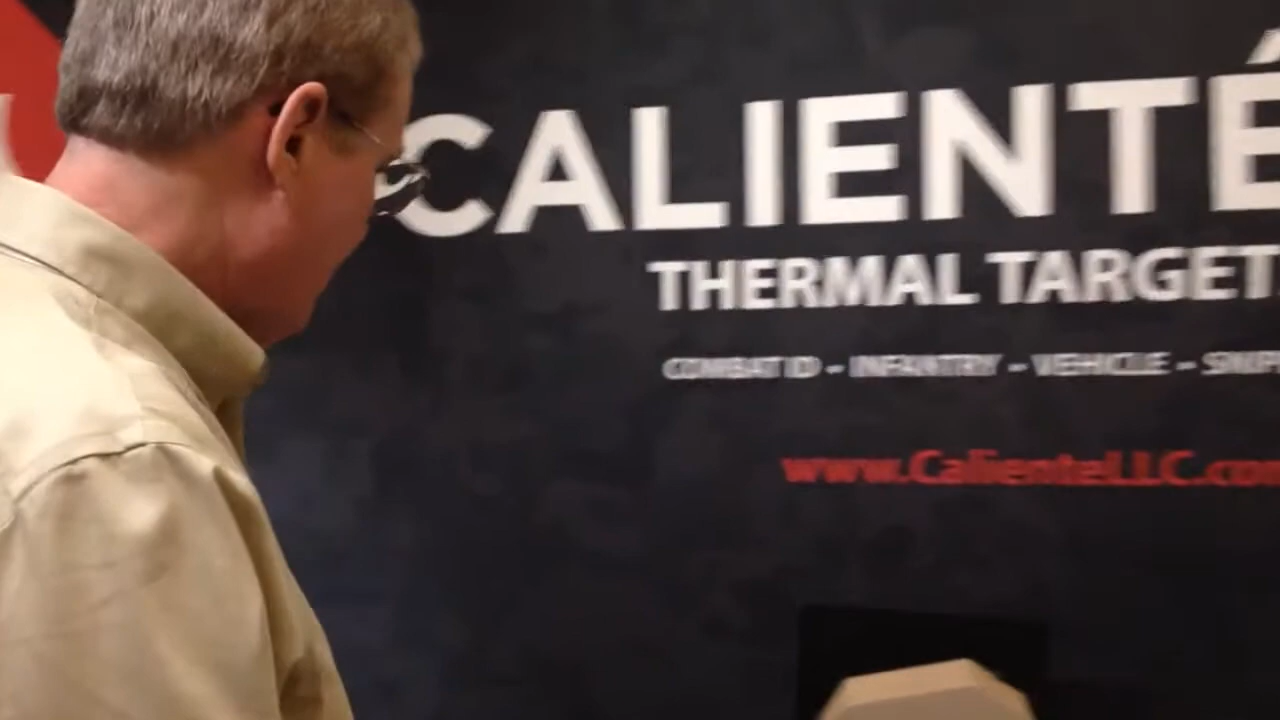 CALIENTÉ
THERMAL TARGET
COMBAT ID - INFANTRY - VEHICLE -
www.CalienteLLC.com